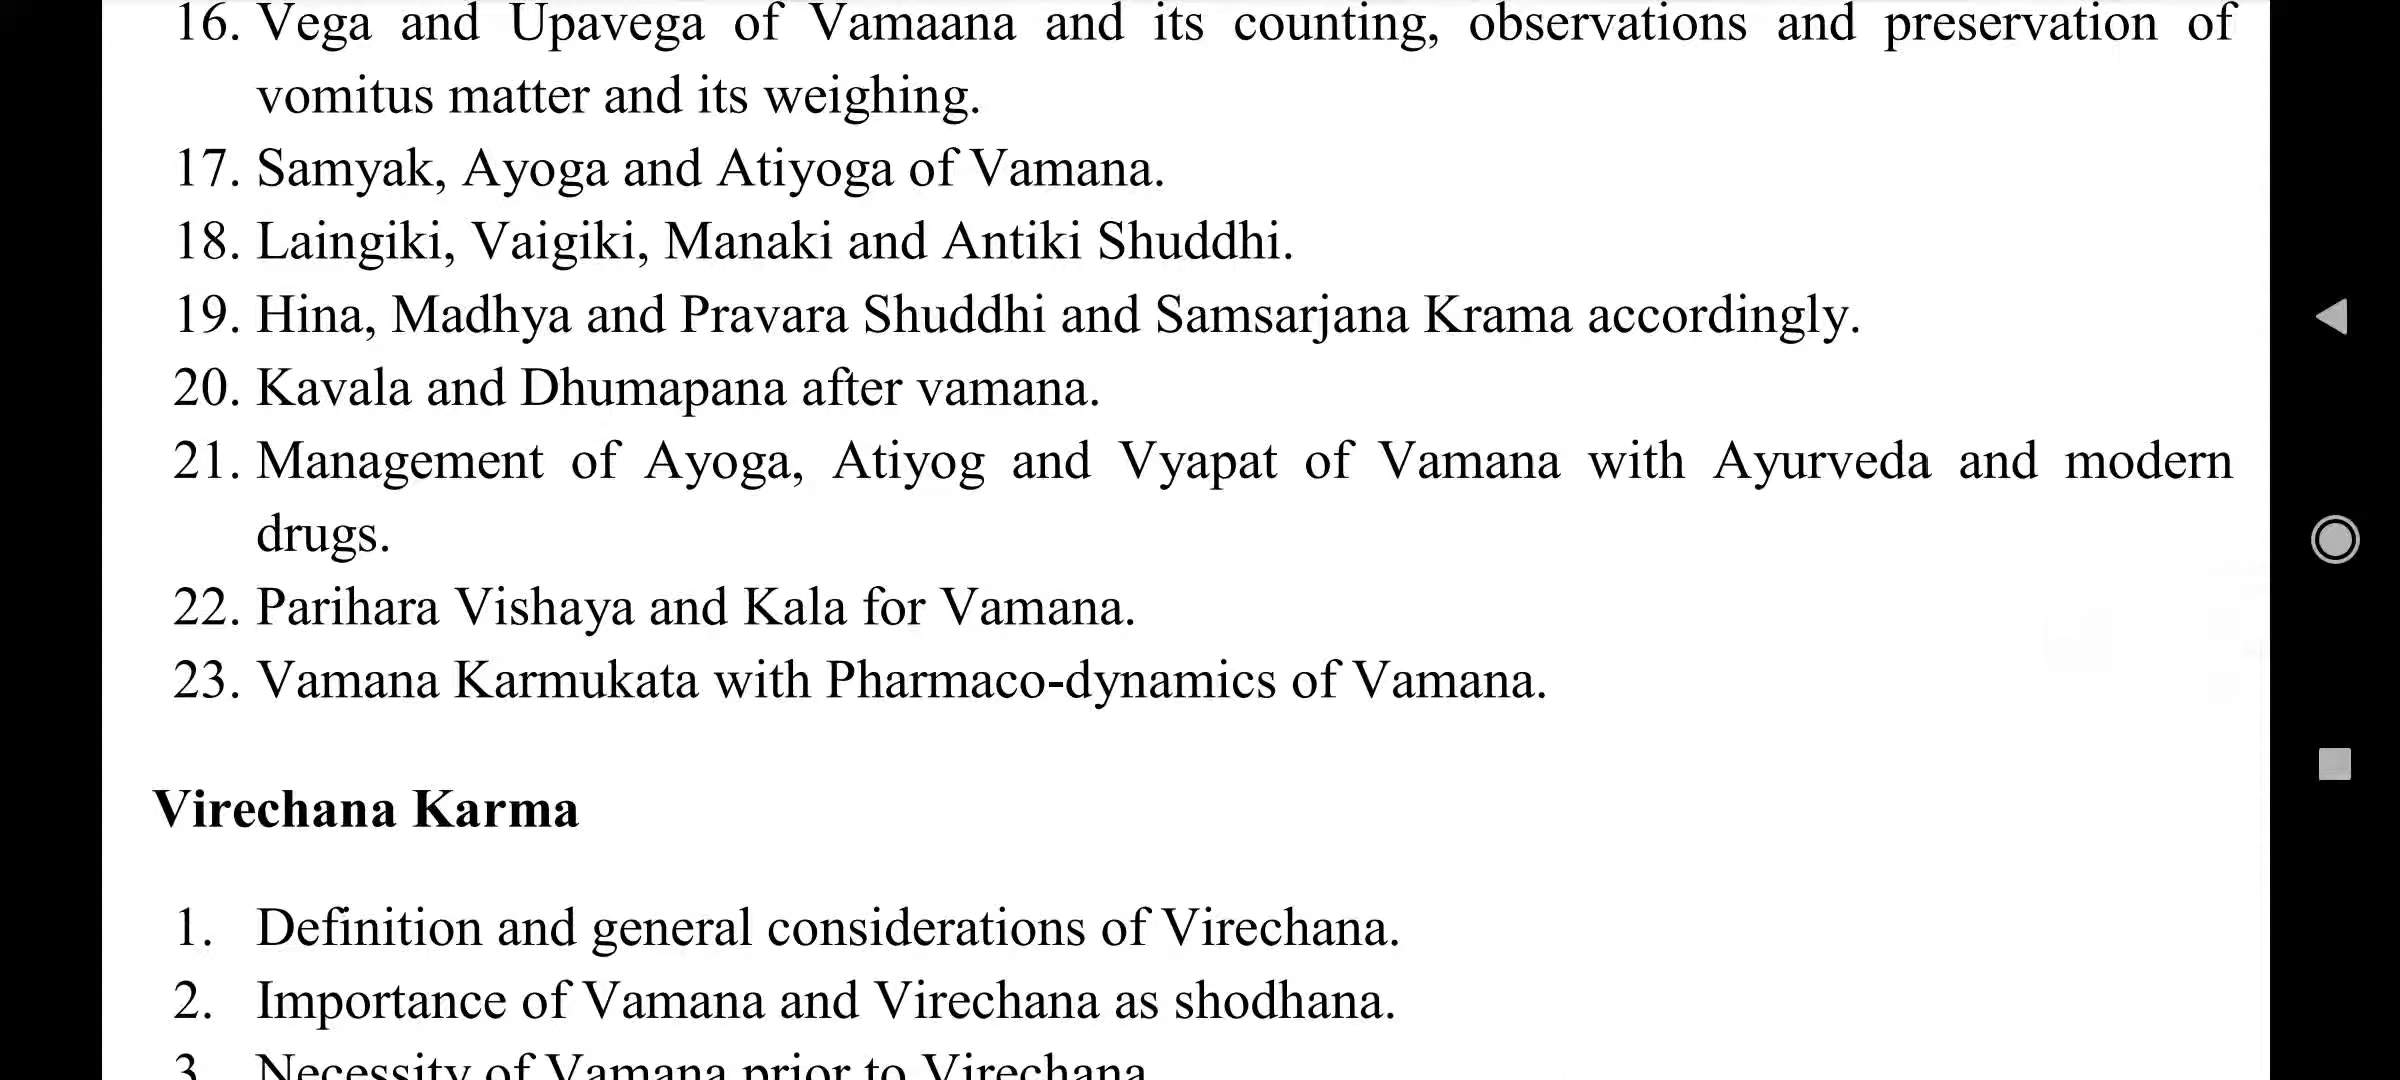 16. Vega and Upavega of Vamaana and its counting, observations and preservation of
vomitus matter and its weighing.
17. Samyak, Ayoga and Atiyoga of Vamana.
18. Laingiki, Vaigiki, Manaki and Antiki Shuddhi.
19. Hina, Madhya and Pravara Shuddhi and Samsarjana Krama accordingly.
20. Kavala and Dhumapana after vamana.
21. Management of Ayoga, Atiyog and Vyapat of Vamana with Ayurveda and modern
drugs.
22. Parihara Vishaya and Kala for Vamana.
23. Vamana Karmukata with Pharmaco-dynamics of Vamana.
Virechana Karma
1. Definition and general considerations of Virechana.
2. Importance of Vamana and Virechana as shodhana.
3. Necessity of Vamana prior to Virechana.